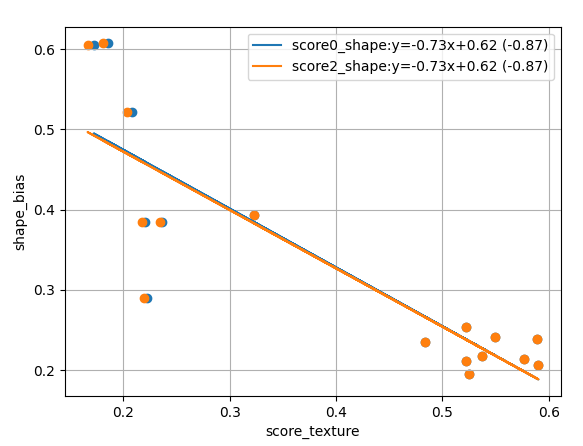 score0_shape:y=-0.73x+0.62 (-0.87)
score2_shape:y=-0.73x+0.62 (-0.87)
0.6
0.5
0.4
0.3
0.2
shape_bias
0.2 0.3 0.4 0.5 0.6
score_texture